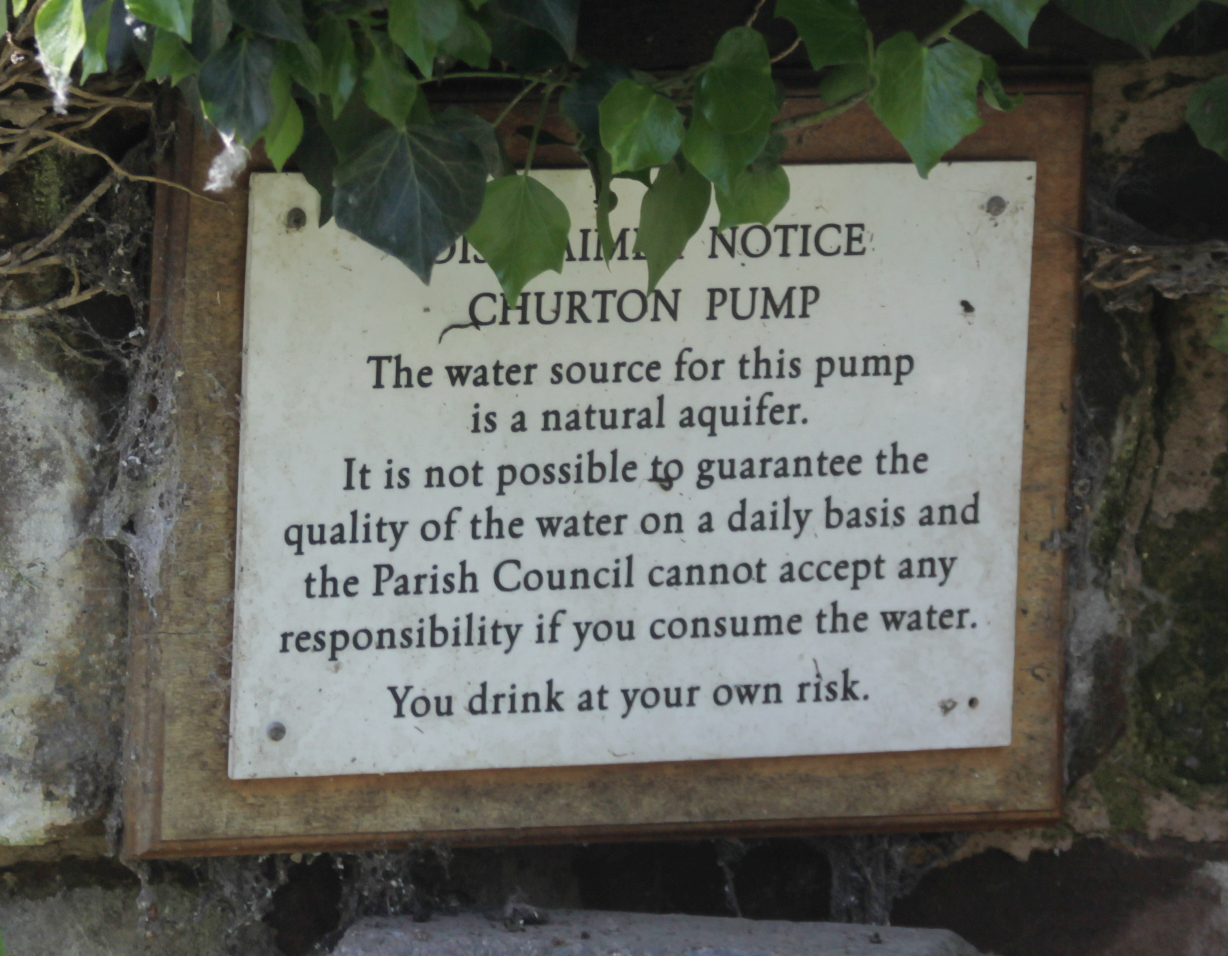 DISCLAIMER NOTICE
CHURTON PUMP
The water source for this pump
is a natural aquifer.
It is not possible to guarantee the
quality of the water on a daily basis and
the Parish Council cannot accept any
responsibility if you consume the water.
You drink at your own risk.